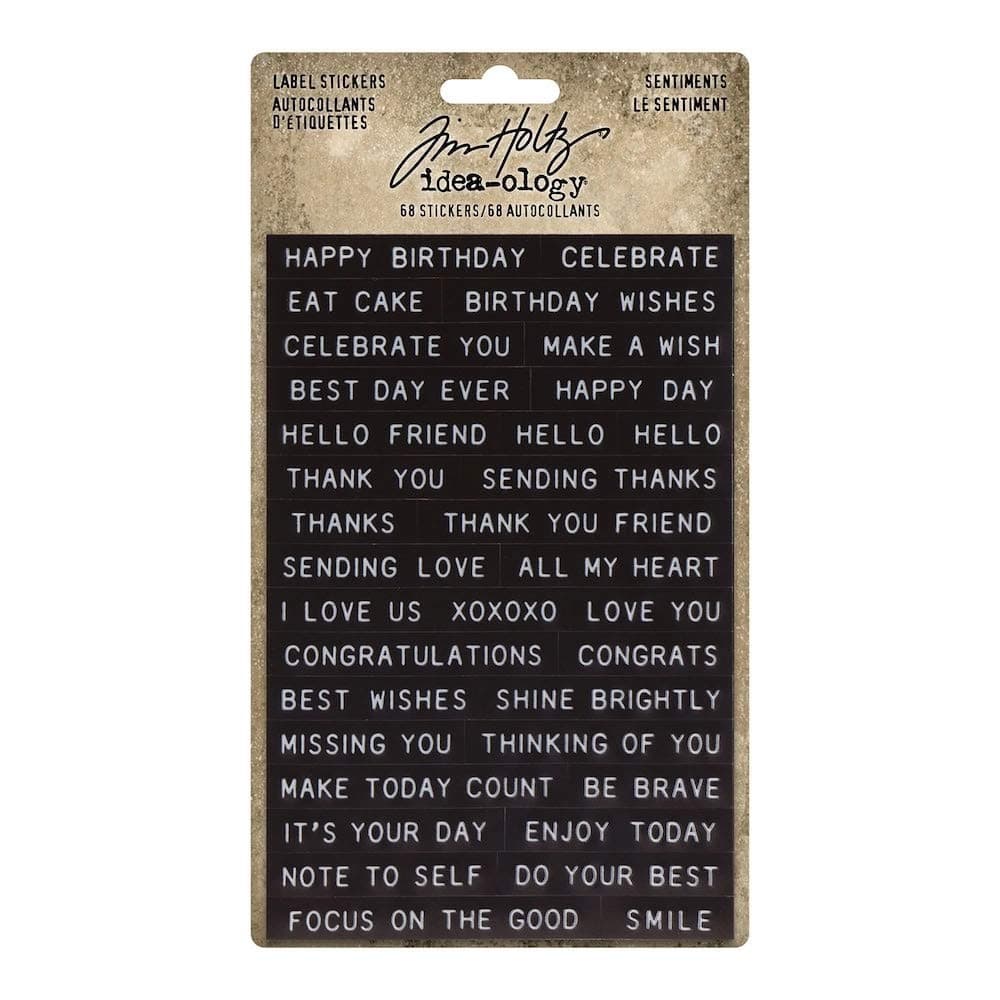 LABEL STICKERS
AUTOCOLLANTS
D'ÉTIQUETTES
SENTIMENTS
LE SENTIMENT
Tim Holtz
idea-ology
68 STICKERS/68 AUTOCOLLANTS
HAPPY BIRTHDAY CELEBRATE
EAT CAKE BIRTHDAY WISHES
CELEBRATE YOU MAKE A WISH
BEST DAY EVER HAPPY DAY
HELLO FRIEND HELLO HELLO
THANK YOU SENDING THANKS
THANKS THANK YOU FRIEND
SENDING LOVE ALL MY HEART
I LOVE US XOXOXO LOVE YOU
CONGRATULATIONS CONGRATS
BEST WISHES SHINE BRIGHTLY
MISSING YOU THINKING OF YOU
MAKE TODAY COUNT BE BRAVE
IT'S YOUR DAY ENJOY TODAY
NOTE TO SELF DO YOUR BEST
FOCUS ON THE GOOD SMILE